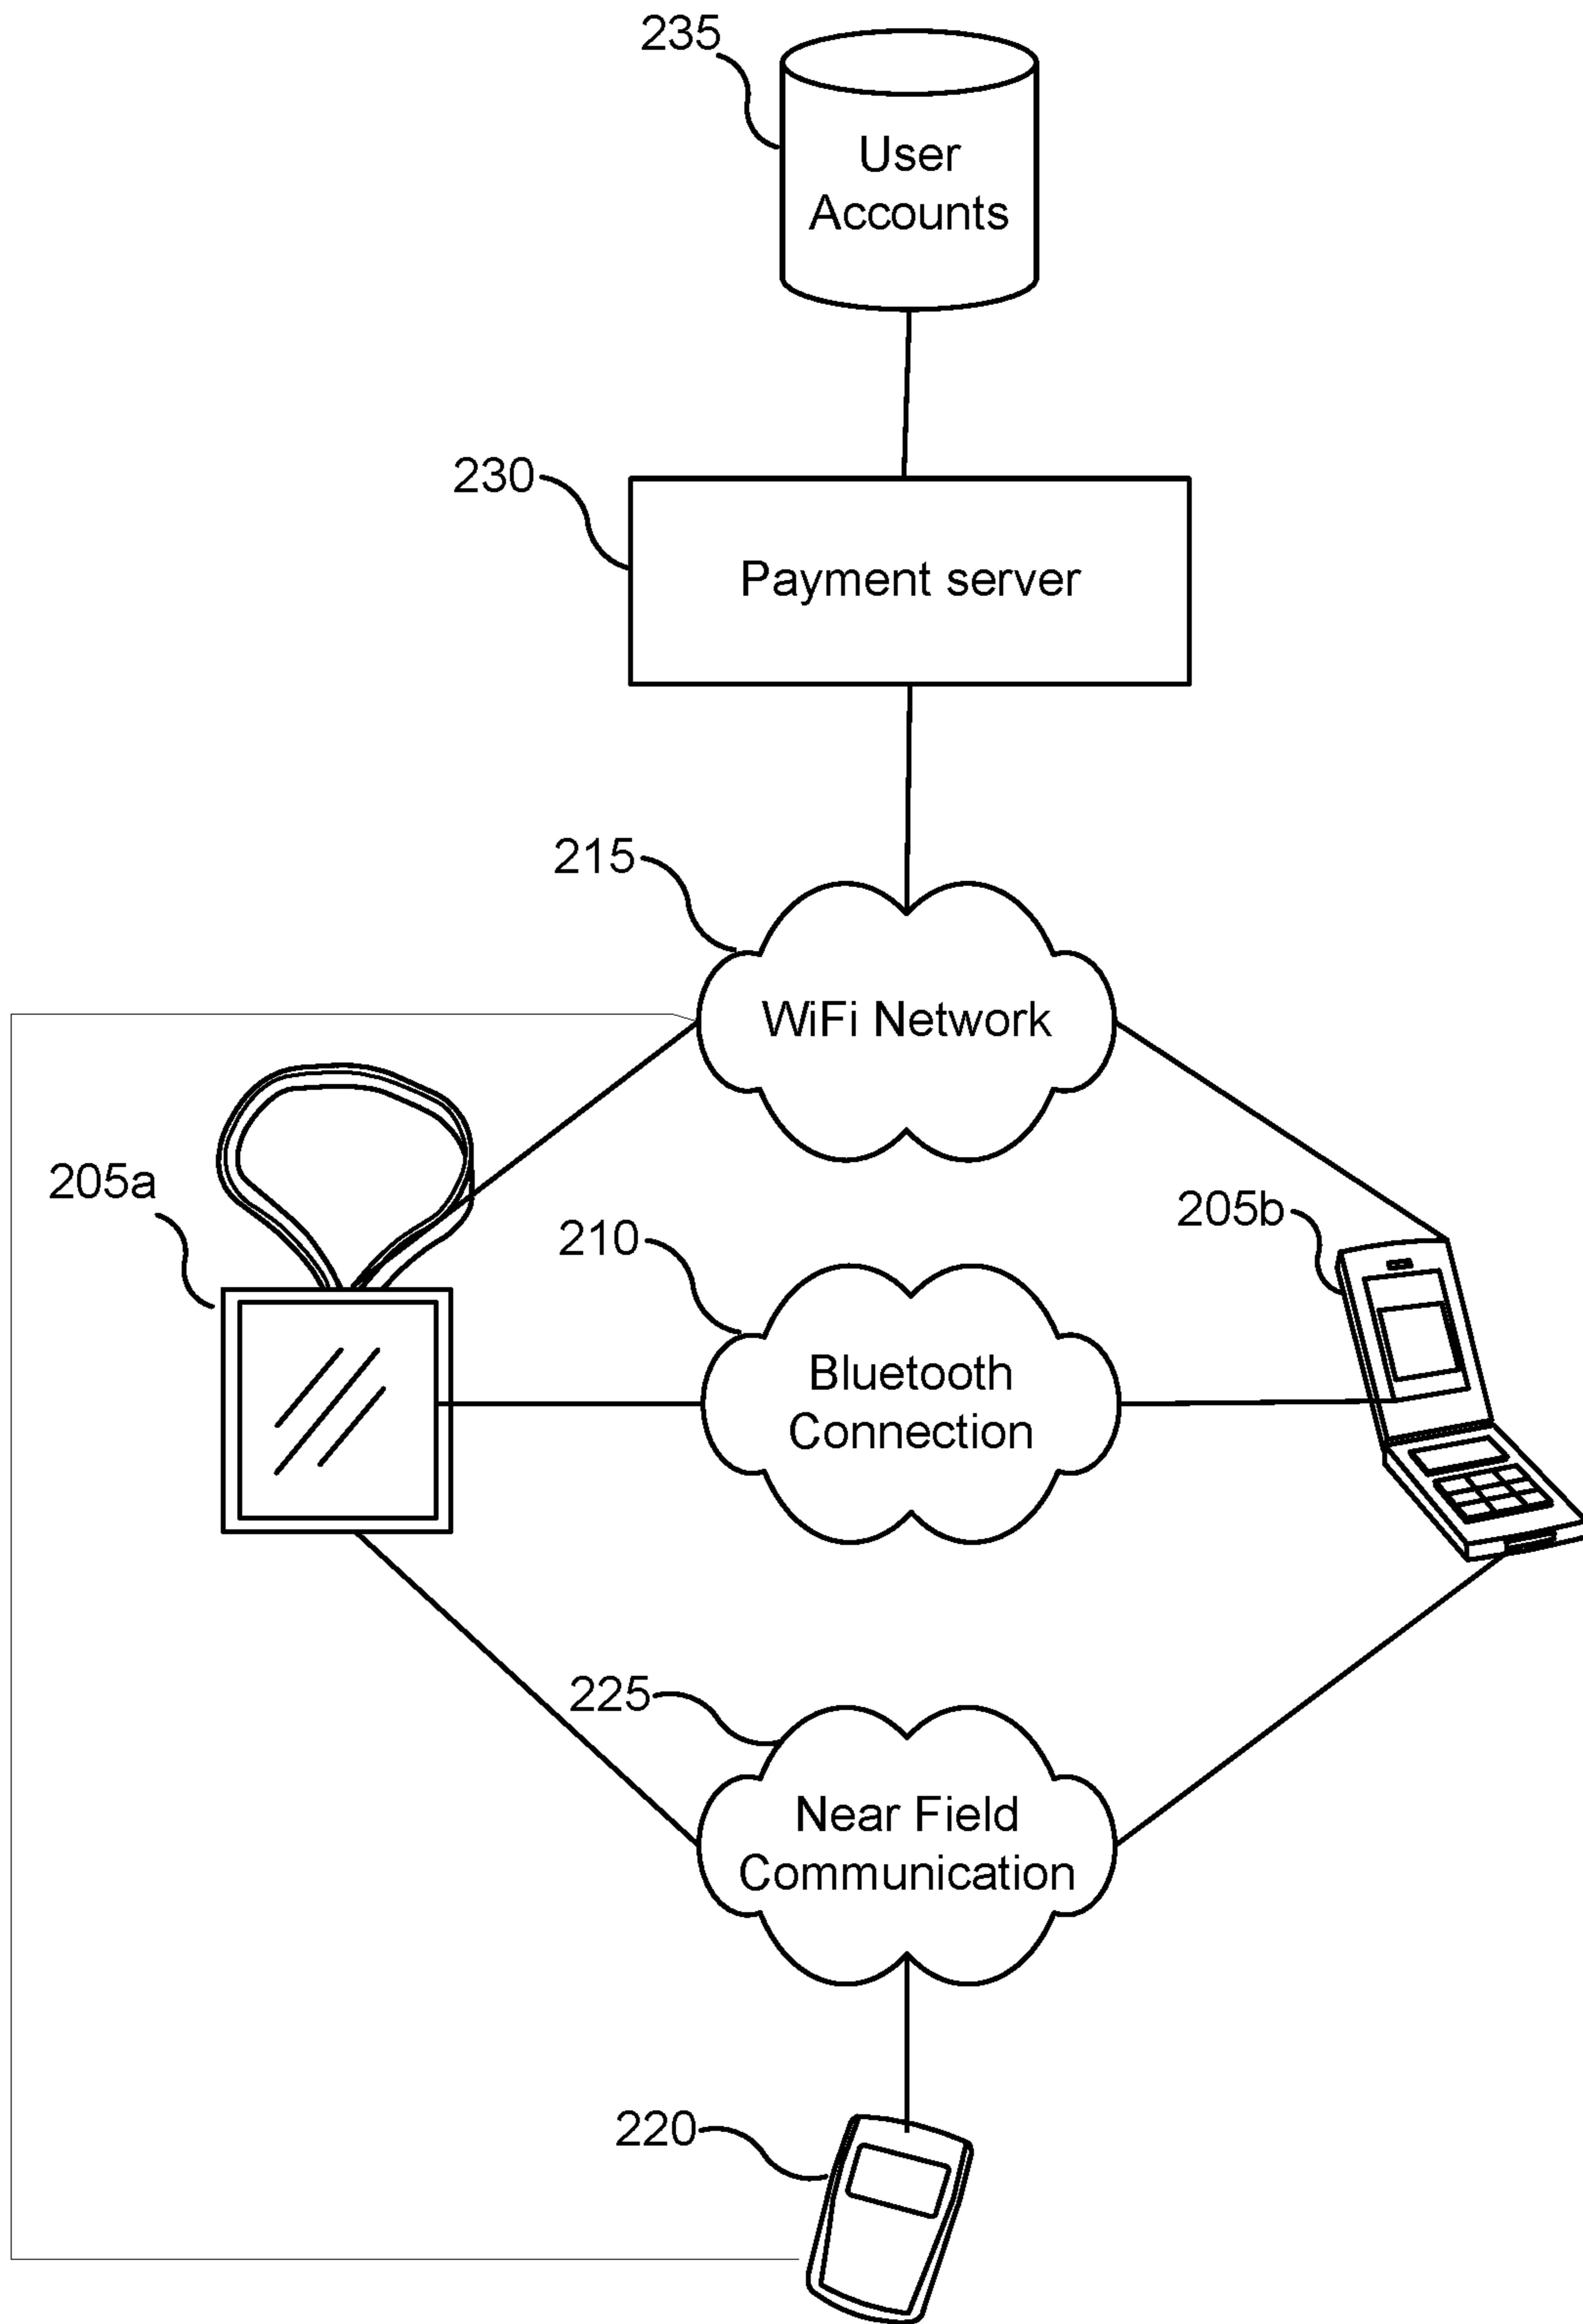 235
User
Accounts
230
Payment server
215
WiFi Network
205a
205b
210
Bluetooth
Connection
225
Near Field
Communication
220